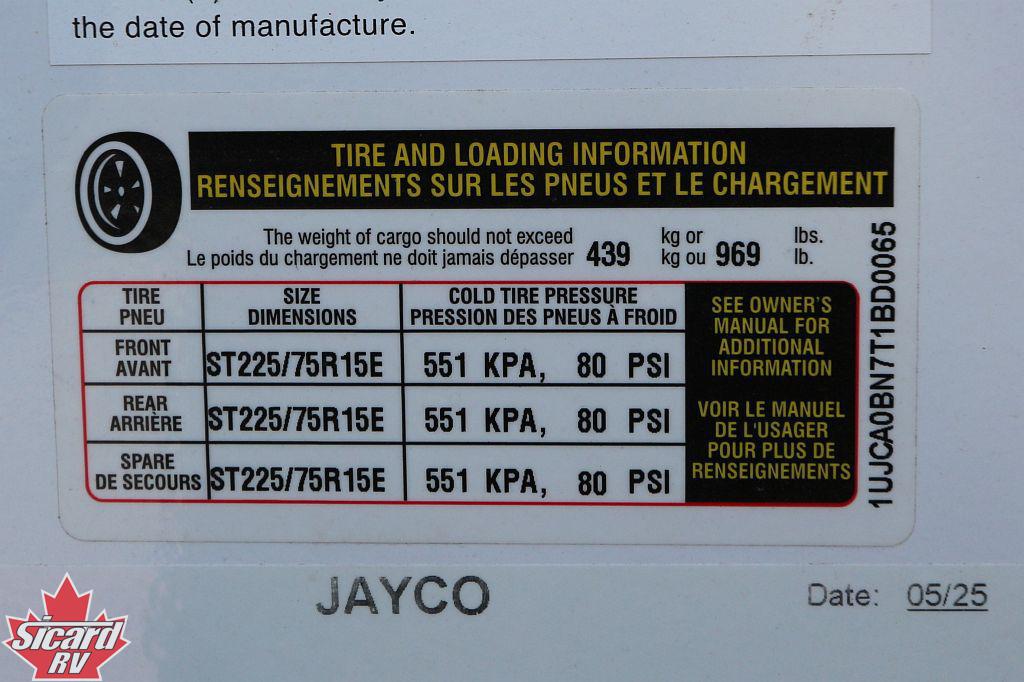 the date of manufacture.
TIRE AND LOADING INFORMATION
RENSEIGNEMENTS SUR LES PNEUS ET LE CHARGEMENT
The weight of cargo should not exceed
Le poids du chargement ne doit jamais dépasser
439
kg or
kg ou
969
lbs.
lb.
TIRE
PNEU
SIZE
DIMENSIONS
COLD TIRE PRESSURE
PRESSION DES PNEUS À FROID
FRONT
AVANT
ST225/75R15E
551 KPA, 80 PSI
REAR
ARRIÈRE
ST225/75R15E
551 KPA, 80 PSI
SPARE
DE SECOURS
ST225/75R15E
551 KPA, 80 PSI
SEE OWNER'S
MANUAL FOR
ADDITIONAL
INFORMATION
VOIR LE MANUEL
DE L'USAGER
POUR PLUS DE
RENSEIGNEMENTS
1UJCA0BN7T1BD0065
JAYCO
Date: 05/25
Sicard
RV